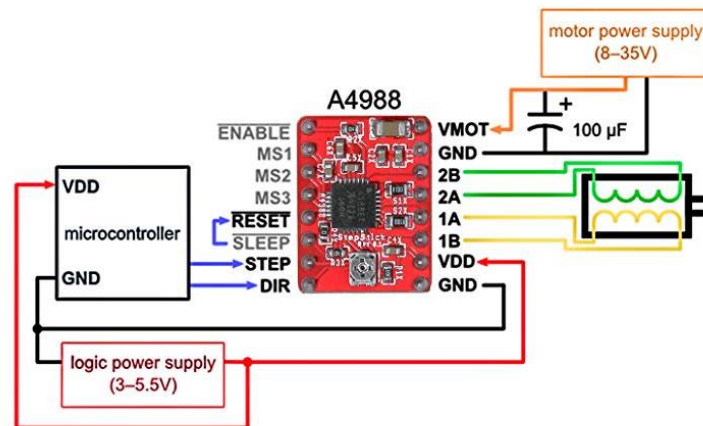 motor power supply
(8–35V)
A4988
ENABLE
MS1
MS2
MS3
RESET
SLEEP
STEP
DIR
VMOT
GND
2B
2A
1A
1B
VDD
GND
+
100 µF
VDD
microcontroller
GND
logic power supply
(3–5.5V)
StepStick